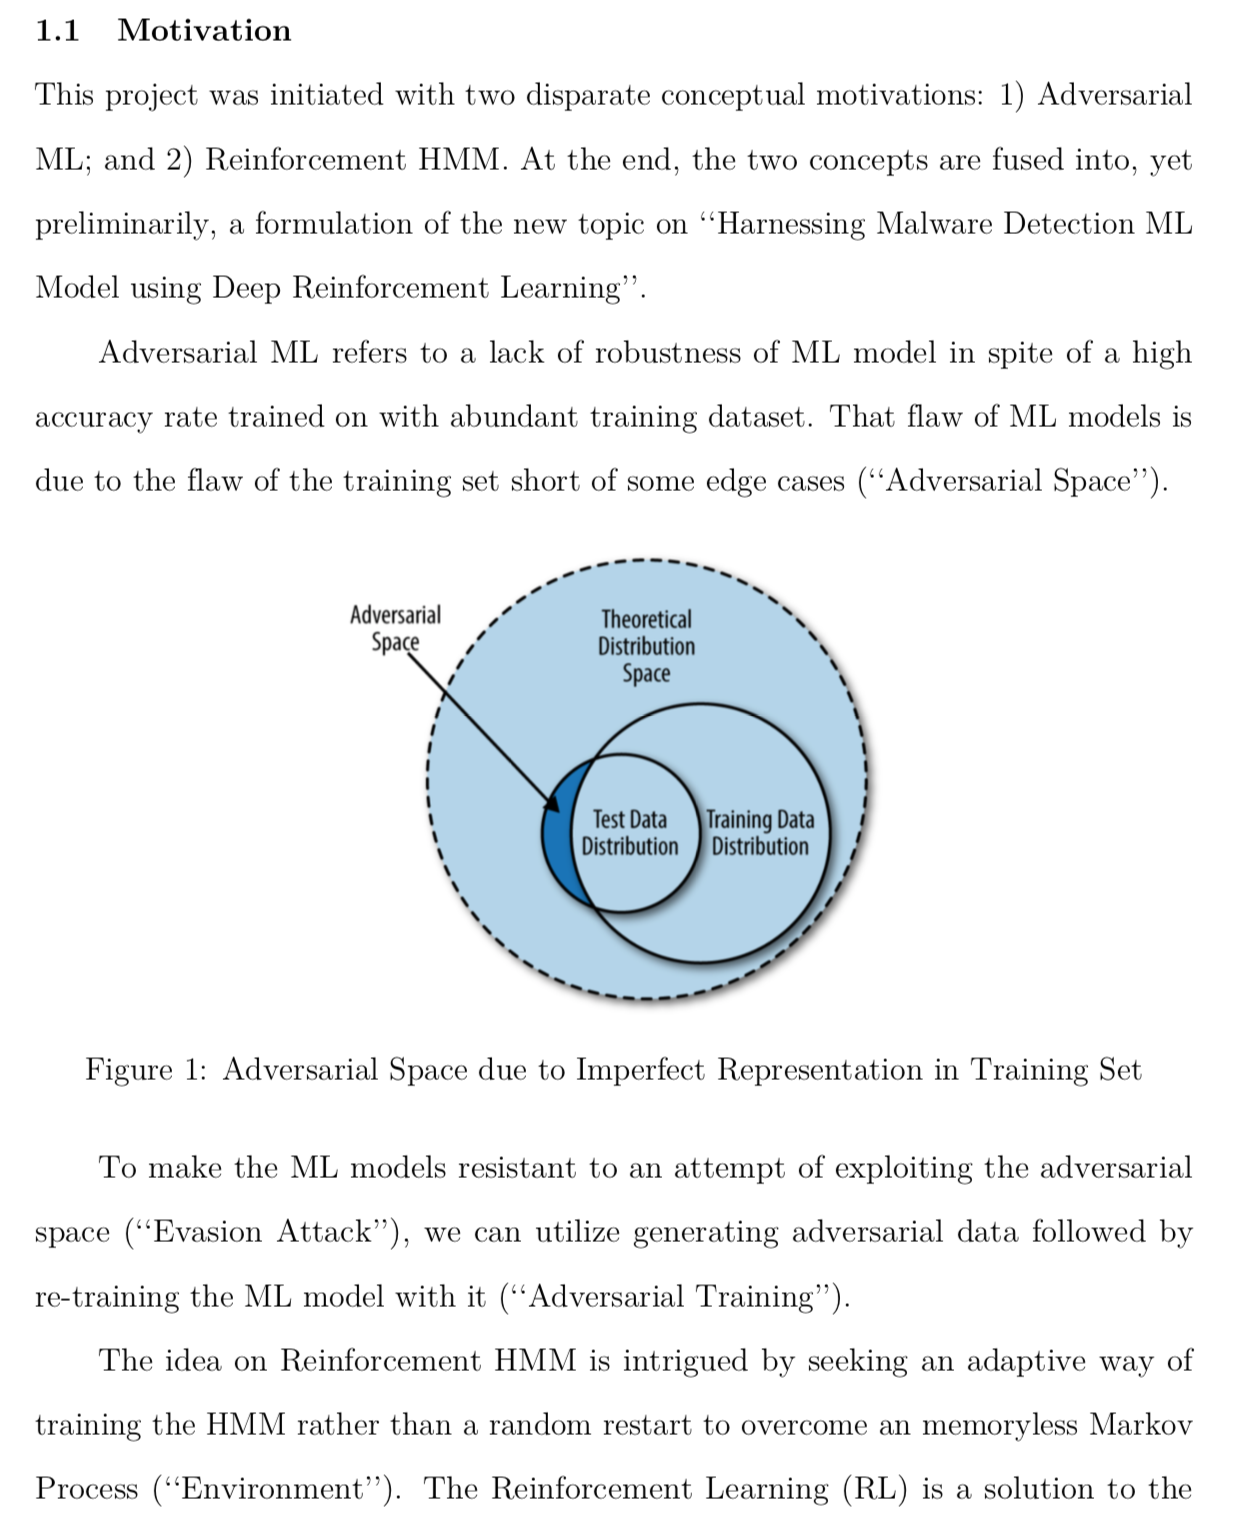 1.1 Motivation
This project was initiated with two disparate conceptual motivations: 1) Adversarial
ML; and 2) Reinforcement HMM. At the end, the two concepts are fused into, yet
preliminarily, a formulation of the new topic on “Harnessing Malware Detection ML
Model using Deep Reinforcement Learning”.
Adversarial ML refers to a lack of robustness of ML model in spite of a high
accuracy rate trained on with abundant training dataset. That flaw of ML models is
due to the flaw of the training set short of some edge cases (“Adversarial Space”).
Adversarial
Space
Theoretical
Distribution
Space
Test Data
Distribution
Training Data
Distribution
Figure 1: Adversarial Space due to Imperfect Representation in Training Set
To make the ML models resistant to an attempt of exploiting the adversarial
space (“Evasion Attack”), we can utilize generating adversarial data followed by
re-training the ML model with it (“Adversarial Training”).
The idea on Reinforcement HMM is intrigued by seeking an adaptive way of
training the HMM rather than a random restart to overcome an memoryless Markov
Process (“Environment”). The Reinforcement Learning (RL) is a solution to the